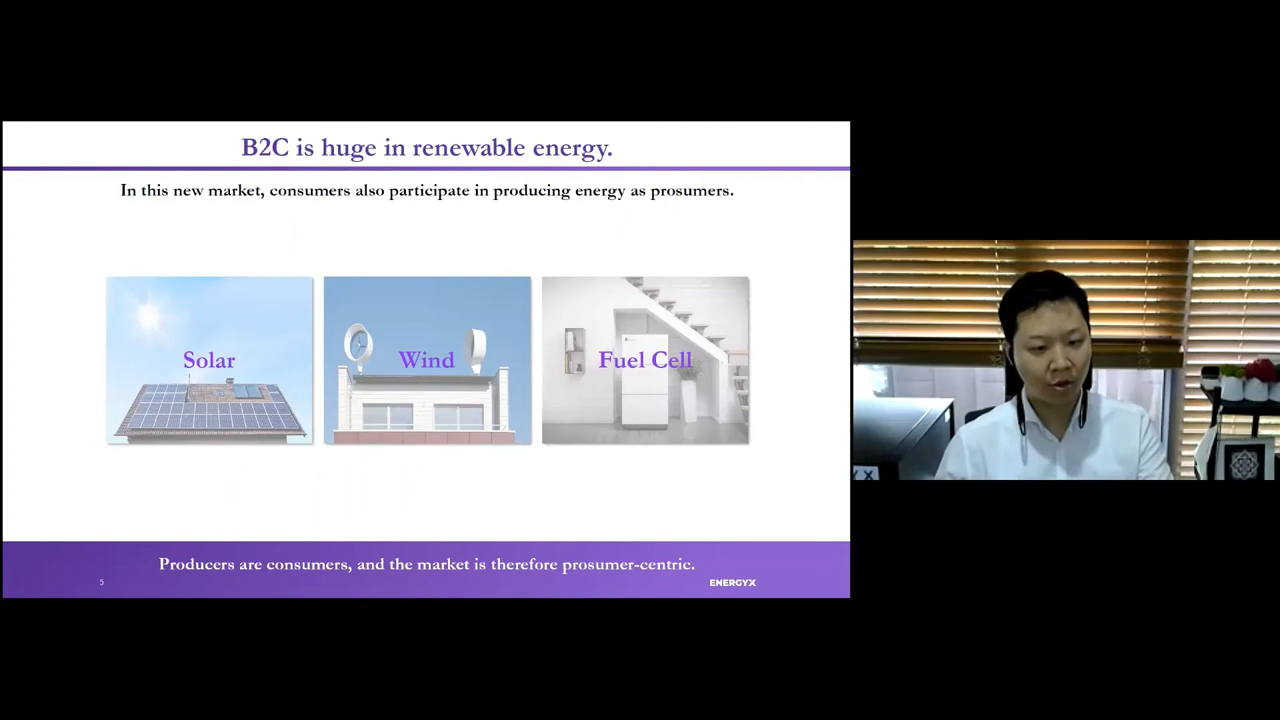 B2C is huge in renewable energy.
In this new market, consumers also participate in producing energy as prosumers.
Solar
Wind
Fuel Cell
Producers are consumers, and the market is therefore prosumer-centric.
5
ENERGYX
Y X